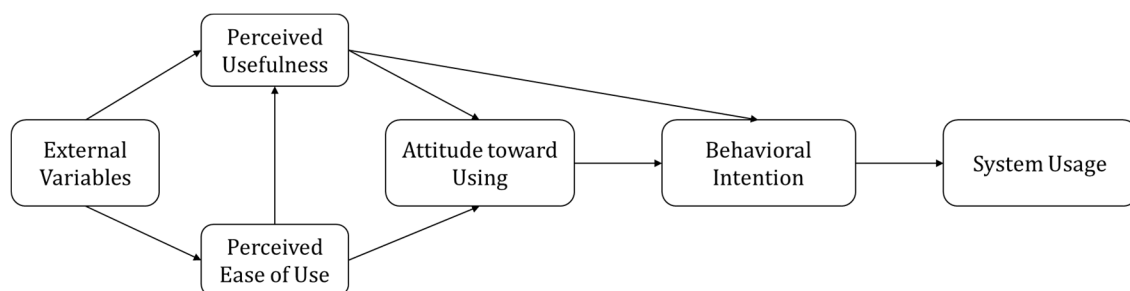 Perceived
Usefulness
External
Variables
Attitude toward
Using
Behavioral
Intention
System Usage
Perceived
Ease of Use